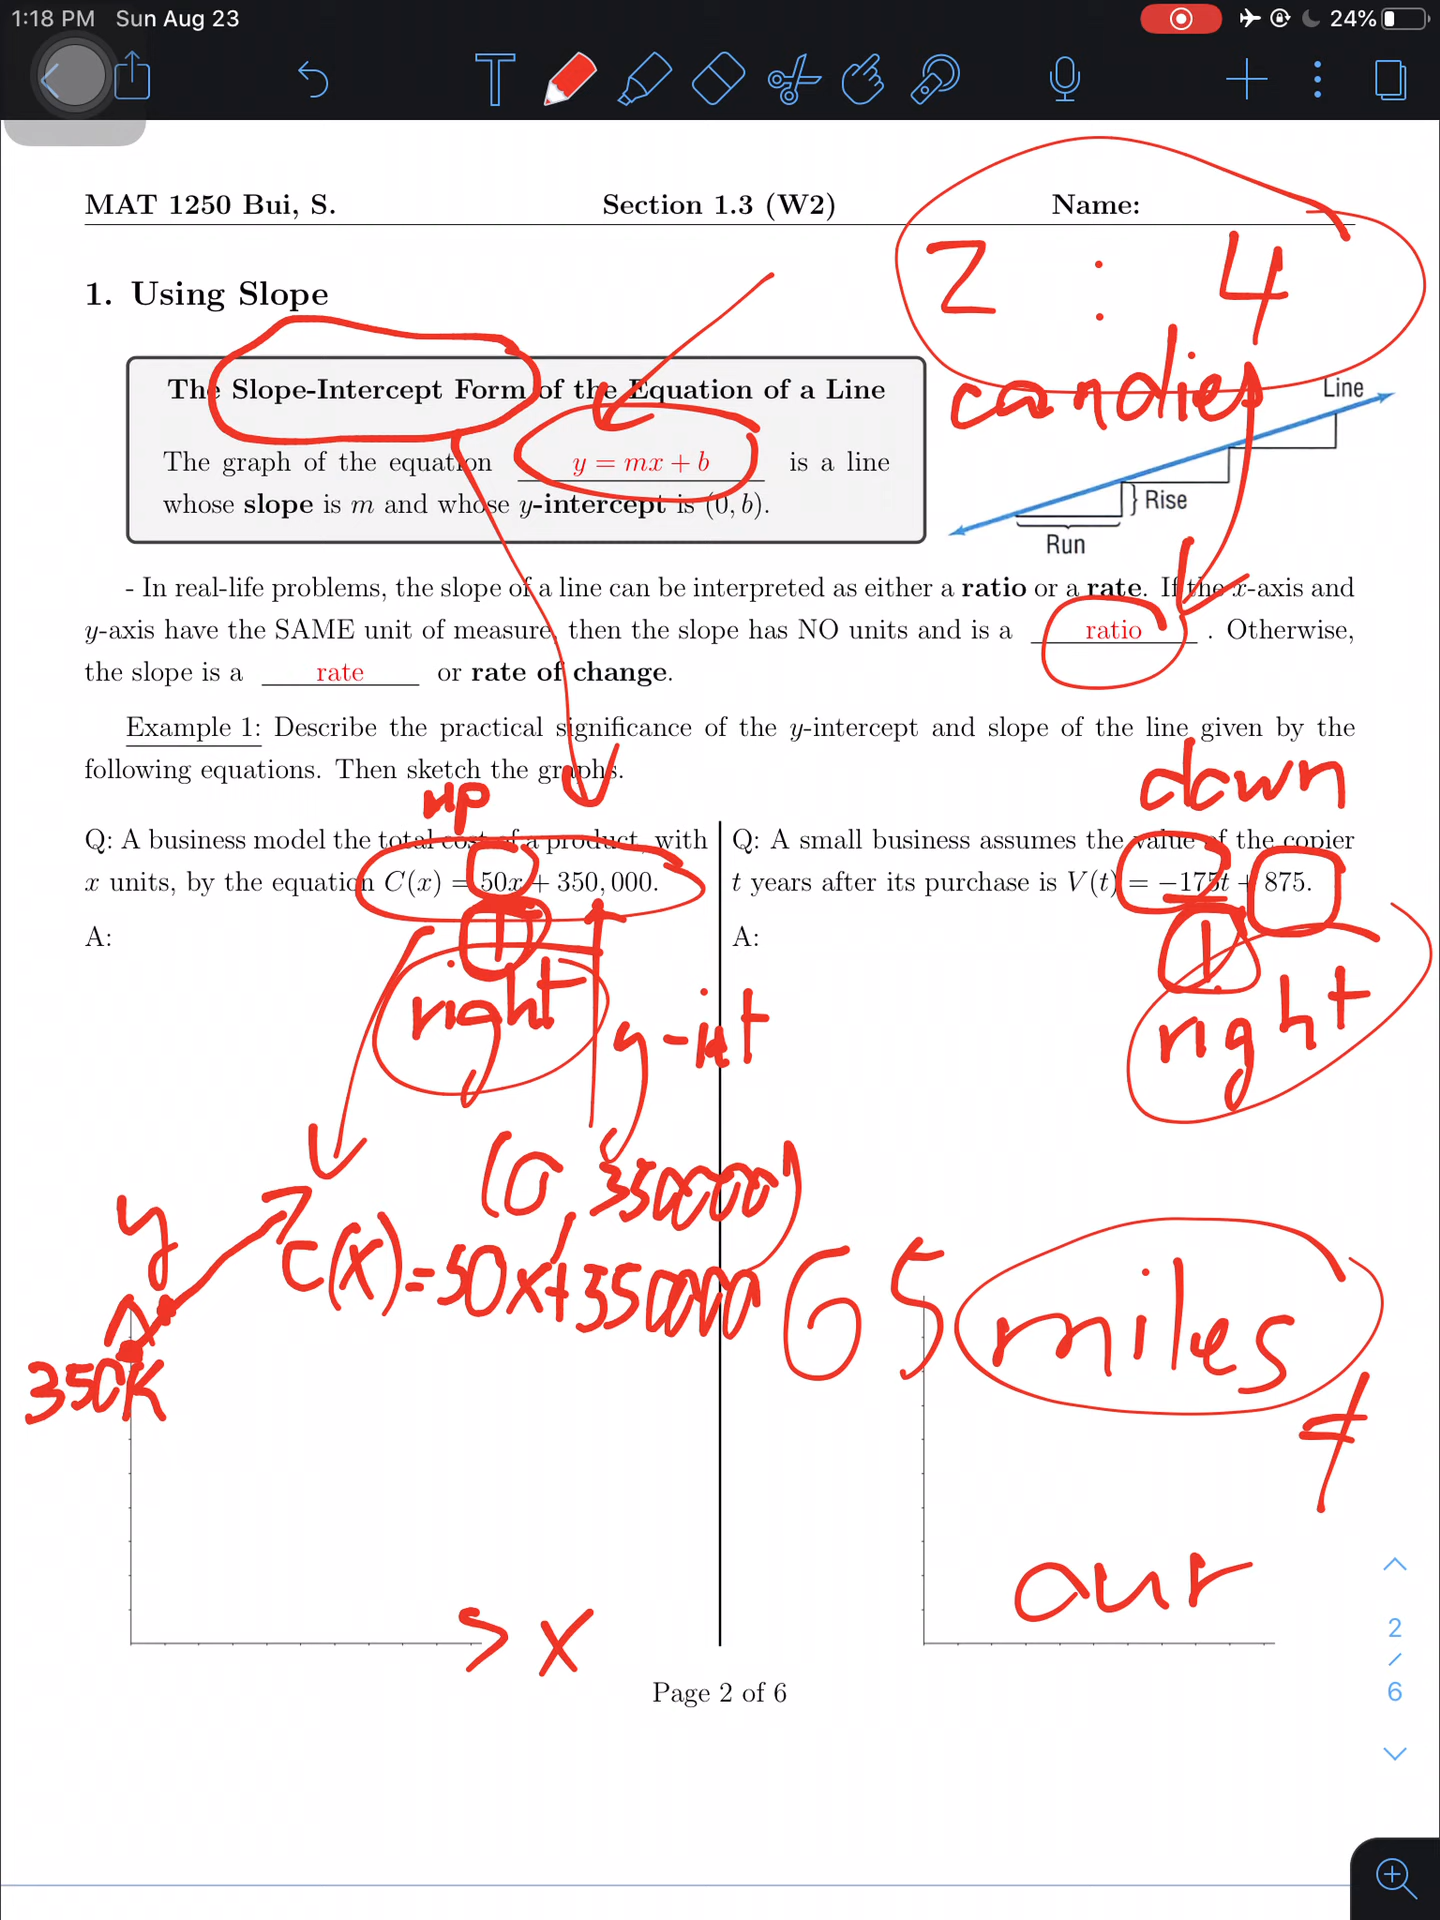 1:18 PM Sun Aug 23
24%
MAT 1250 Bui, S. Section 1.3 (W2) Name:
2 : 4
candies
1. Using Slope
The Slope-Intercept Form of the Equation of a Line
The graph of the equation y = mx + b is a line
whose slope is m and whose y-intercept is (0, b).
Line
Rise
Run
- In real-life problems, the slope of a line can be interpreted as either a ratio or a rate. If the x-axis and
y-axis have the SAME unit of measure, then the slope has NO units and is a ratio . Otherwise,
the slope is a rate or rate of change.
Example 1: Describe the practical significance of the y-intercept and slope of the line given by the
following equations. Then sketch the graphs.
up
down
Q: A business model the total cost of a product, with
x units, by the equation C(x) = 50x + 350, 000.
1
A:
right
y-int
(0, 350000)
y
C(x)=50x+350000
350K
x
Q: A small business assumes the value of the copier
t years after its purchase is V(t) = −175t + 875.
1
A:
right
65 miles
Page 2 of 6
2
/
6